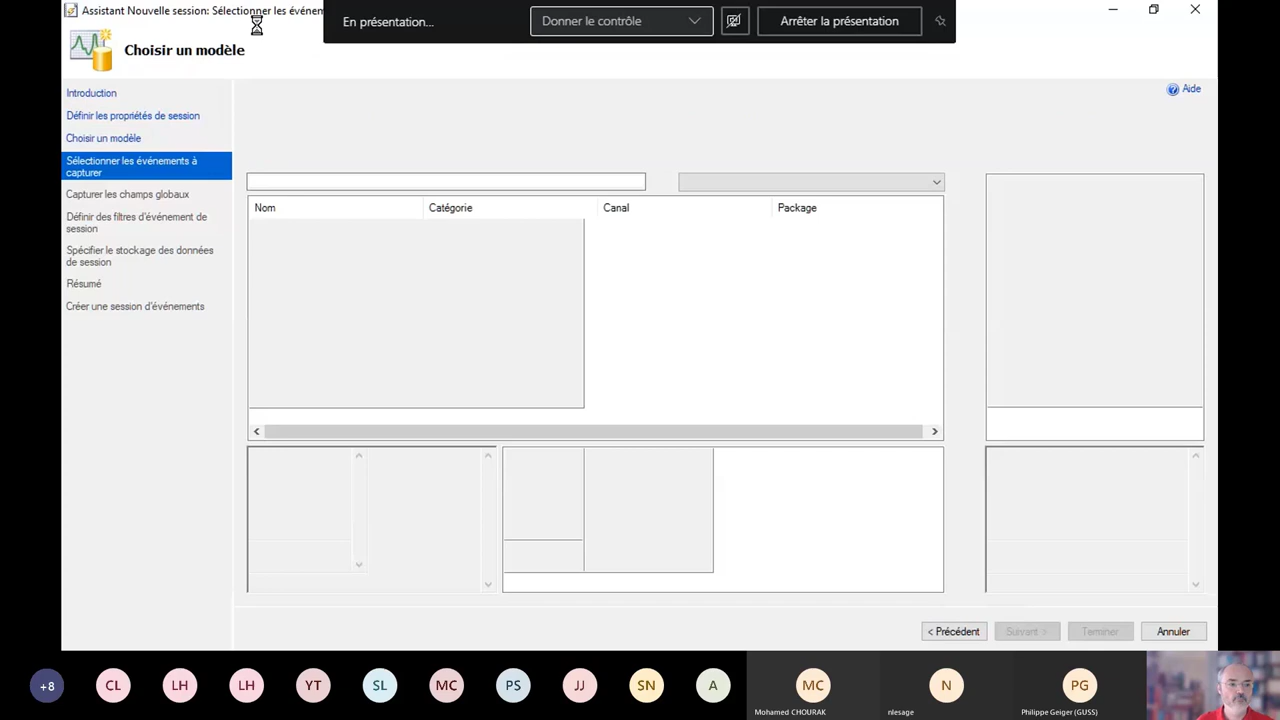 Assistant Nouvelle session: Sélectionner les événem
En présentation...
Donner le contrôle
Arrêter la présentation
Choisir un modèle
Introduction
Définir les propriétés de session
Choisir un modèle
Sélectionner les événements à
capturer
Capturer les champs globaux
Définir des filtres d'événement de
session
Spécifier le stockage des données
de session
Résumé
Créer une session d'événements
Aide
Nom
Catégorie
Canal
Package
< Précédent
Suivant >
Terminer
Annuler
+8
CL
LH
LH
YT
SL
MC
PS
JJ
SN
A
MC
Mohamed CHOURAK
N
nlesage
PG
Philippe Geiger (GUSS)